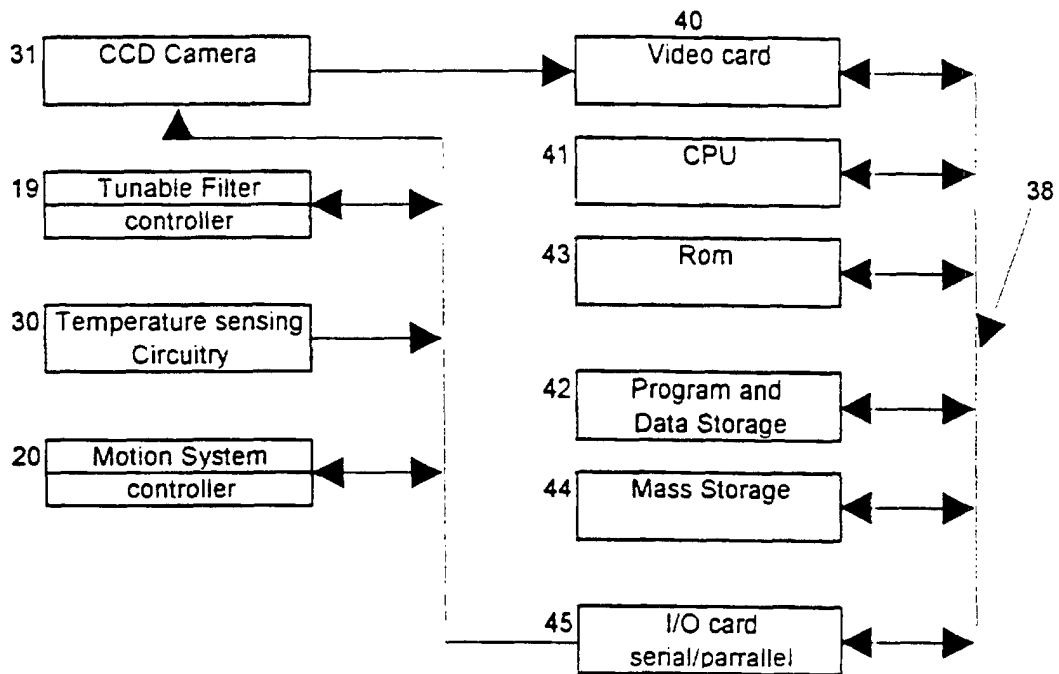 40
31 CCD Camera
Video card
41 CPU
19 Tunable Filter
controller
38
43 Rom
30 Temperature sensing
Circuitry
42 Program and
Data Storage
20 Motion System
controller
44 Mass Storage
45 I/O card
serial/parrallel